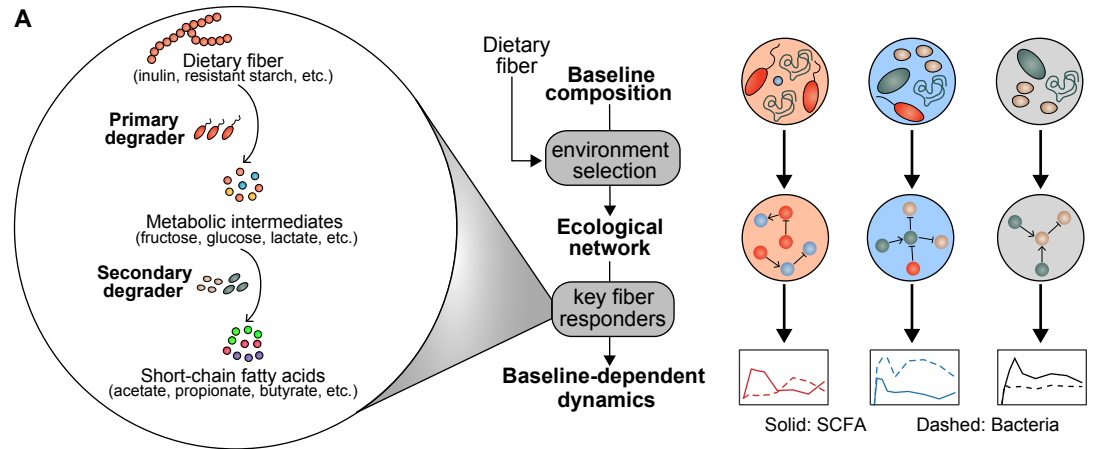 A
Dietary fiber
(inulin, resistant starch, etc.)
Primary
degrader
Metabolic intermediates
(fructose, glucose, lactate, etc.)
Secondary
degrader
Short-chain fatty acids
(acetate, propionate, butyrate, etc.)
Dietary
fiber
Baseline
composition
environment
selection
Ecological
network
key fiber
responders
Baseline-dependent
dynamics
Solid: SCFA
Dashed: Bacteria